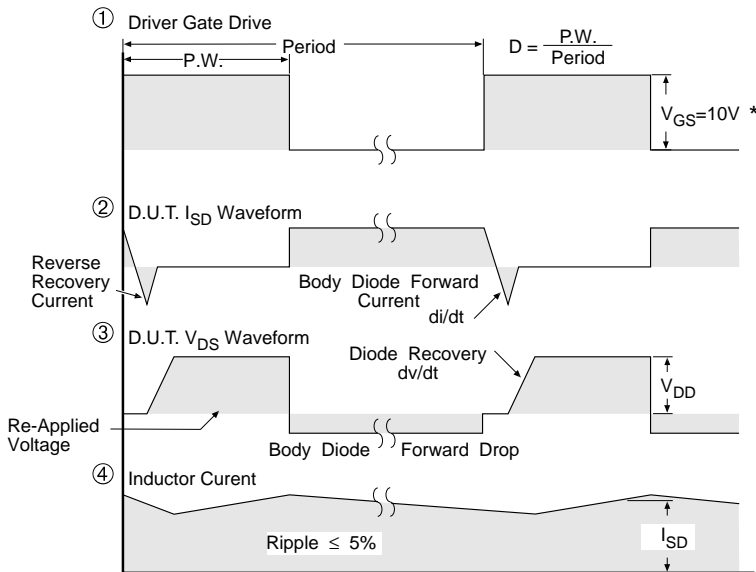 ① Driver Gate Drive
Period
P.W.
D = P.W.
Period
V_GS=10V *
② D.U.T. I_SD Waveform
Reverse
Recovery
Current
Body Diode Forward
Current
di/dt
③ D.U.T. V_DS Waveform
Diode Recovery
dv/dt
V_DD
Re-Applied
Voltage
Body Diode Forward Drop
④ Inductor Curent
Ripple ≤ 5%
I_SD